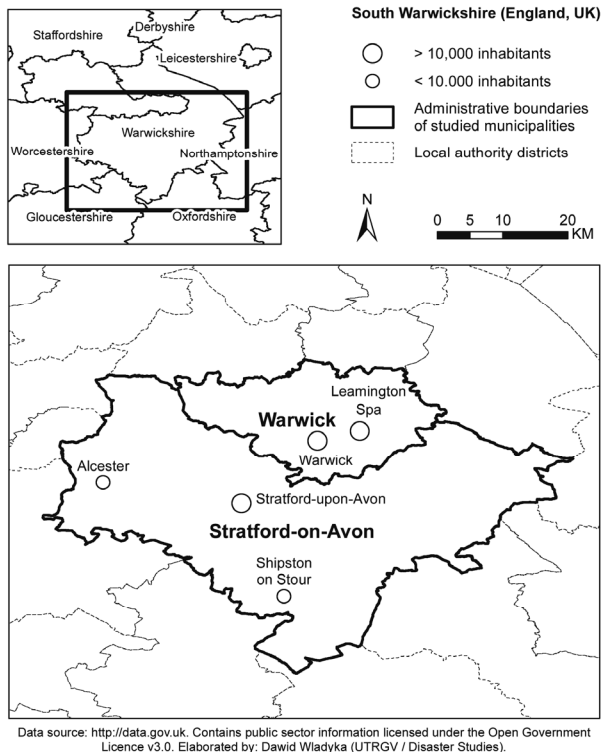 Staffordshire
Derbyshire
Leicestershire
Warwickshire
Worcestershire
Northamptonshire
Gloucestershire
Oxfordshire
South Warwickshire (England, UK)
> 10,000 inhabitants
< 10.000 inhabitants
Administrative boundaries
of studied municipalities
Local authority districts
N
0 5 10 20
KM
Leamington
Spa
Warwick
Warwick
Alcester
Stratford-upon-Avon
Stratford-on-Avon
Shipston
on Stour
Data source: http://data.gov.uk. Contains public sector information licensed under the Open Government
Licence v3.0. Elaborated by: Dawid Wladyka (UTRGV / Disaster Studies).